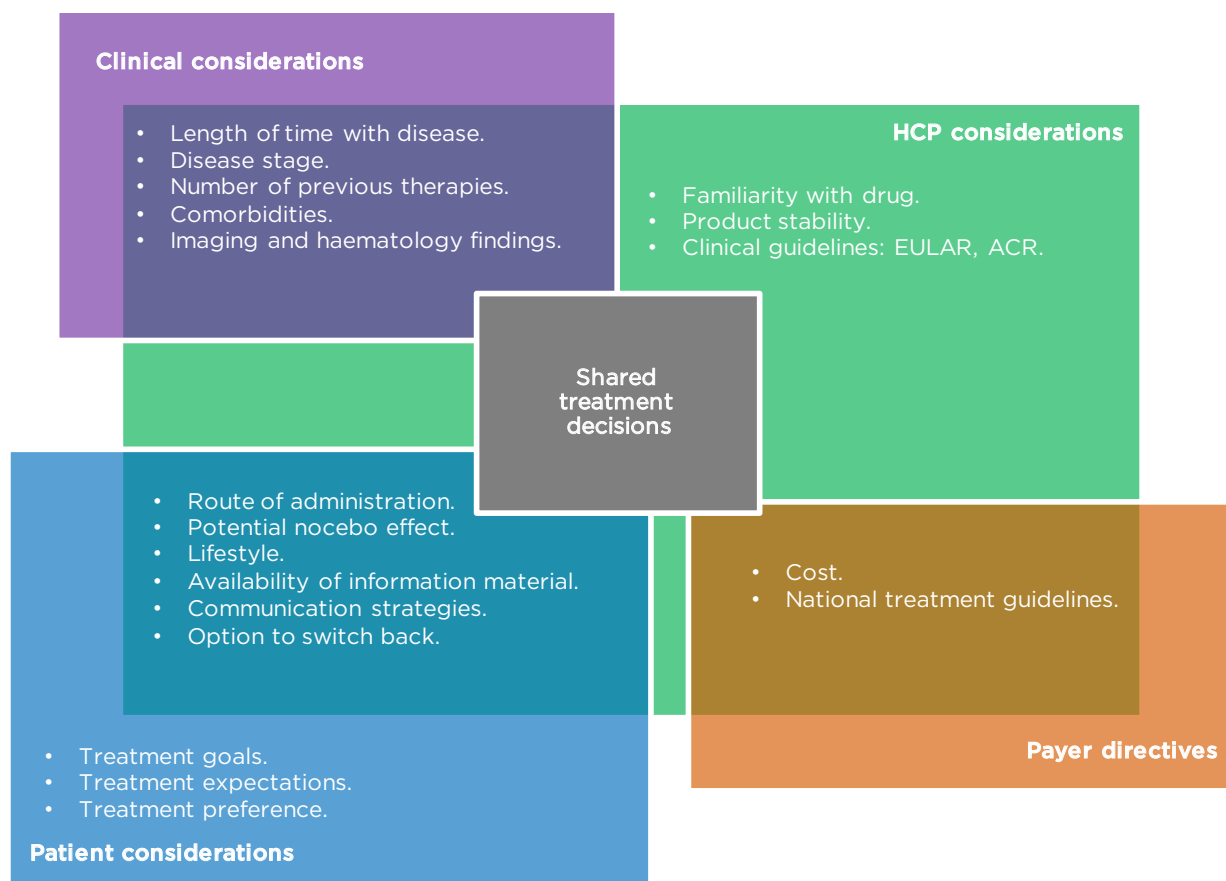 Clinical considerations
• Length of time with disease.
• Disease stage.
• Number of previous therapies.
• Comorbidities.
• Imaging and haematology findings.
HCP considerations
• Familiarity with drug.
• Product stability.
• Clinical guidelines: EULAR, ACR.
Shared
treatment
decisions
• Route of administration.
• Potential nocebo effect.
• Lifestyle.
• Availability of information material.
• Communication strategies.
• Option to switch back.
• Treatment goals.
• Treatment expectations.
• Treatment preference.
Patient considerations
• Cost.
• National treatment guidelines.
Payer directives